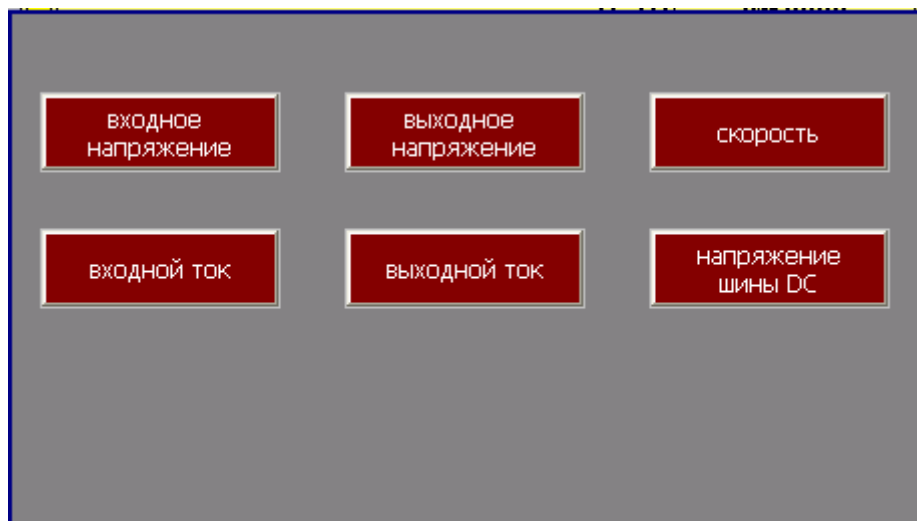 входное
напряжение
выходное
напряжение
скорость
входной ток
выходной ток
напряжение
шины DC